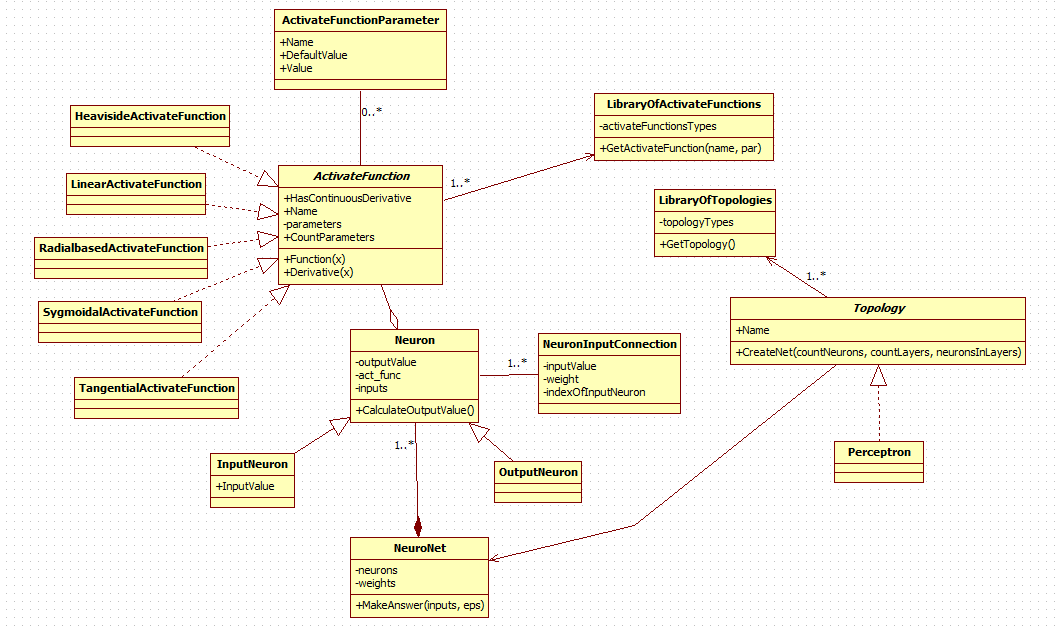 ActivateFunctionParameter
+Name
+DefaultValue
+Value
0..*
HeavisideActivateFunction
LinearActivateFunction
RadialbasedActivateFunction
SygmoidalActivateFunction
TangentialActivateFunction
ActivateFunction
+HasContinuousDerivative
+Name
-parameters
+CountParameters
+Function(x)
+Derivative(x)
1..*
LibraryOfActivateFunctions
-activateFunctionsTypes
+GetActivateFunction(name, par)
LibraryOfTopologies
-topologyTypes
+GetTopology()
1..*
Topology
+Name
+CreateNet(countNeurons, countLayers, neuronsInLayers)
Neuron
-outputValue
-act_func
-inputs
+CalculateOutputValue()
1..*
NeuronInputConnection
-inputValue
-weight
-indexOfInputNeuron
Perceptron
InputNeuron
+InputValue
1..*
OutputNeuron
NeuroNet
-neurons
-weights
+MakeAnswer(inputs, eps)